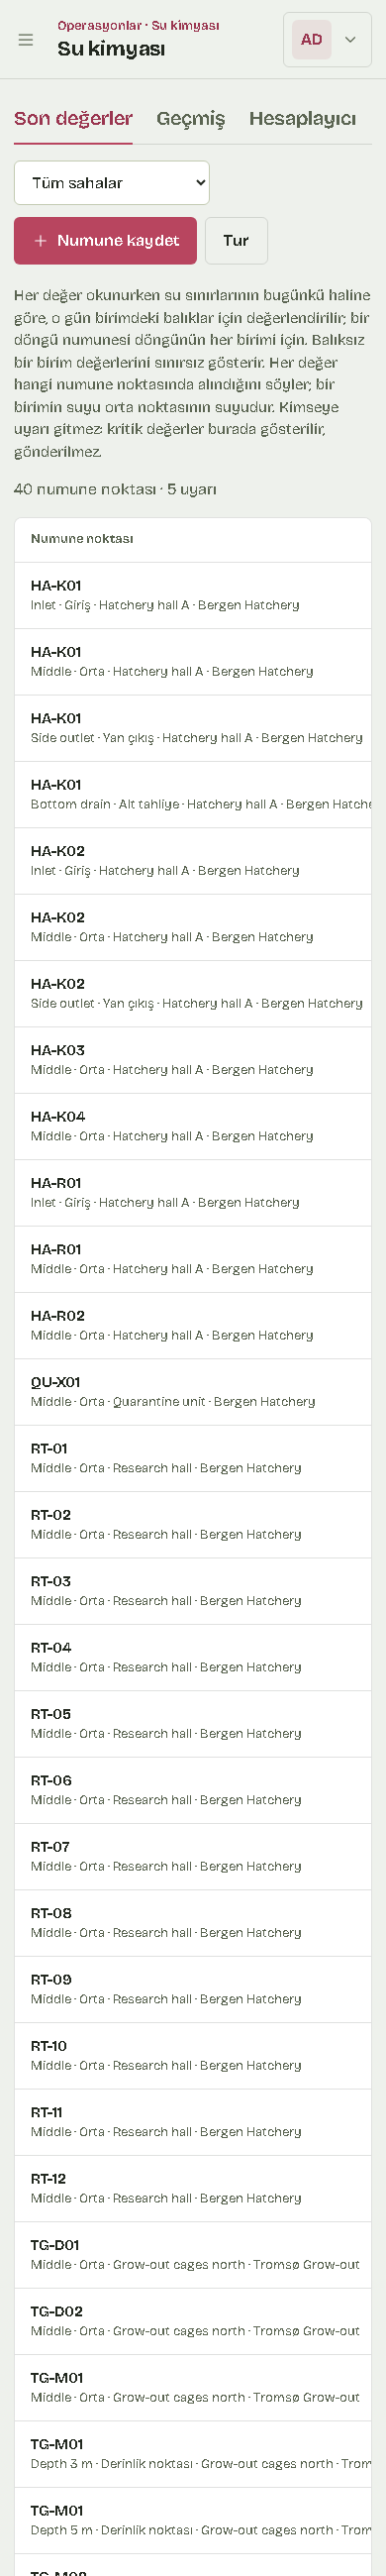 Operasyonlar · Su kimyası
Su kimyası
AD
Son değerler
Geçmiş
Hesaplayıcı
Tüm sahalar
+ Numune kaydet
Tur
Her değer okunurken su sınırlarının bugünkü haline
göre, o gün birimdeki balıklar için değerlendirilir; bir
döngü numunesi döngünün her birimi için. Balıksız
bir birim değerlerini sınırsız gösterir. Her değer
hangi numune noktasında alındığını söyler; bir
birimin suyu orta noktasının suyudur. Kimseye
uyarı gitmez: kritik değerler burada gösterilir,
gönderilmez.
40 numune noktası · 5 uyarı
Numune noktası
HA-K01
Inlet · Giriş · Hatchery hall A · Bergen Hatchery
HA-K01
Middle · Orta · Hatchery hall A · Bergen Hatchery
HA-K01
Side outlet · Yan çıkış · Hatchery hall A · Bergen Hatchery
HA-K01
Bottom drain · Alt tahliye · Hatchery hall A · Bergen Hatche
HA-K02
Inlet · Giriş · Hatchery hall A · Bergen Hatchery
HA-K02
Middle · Orta · Hatchery hall A · Bergen Hatchery
HA-K02
Side outlet · Yan çıkış · Hatchery hall A · Bergen Hatchery
HA-K03
Middle · Orta · Hatchery hall A · Bergen Hatchery
HA-K04
Middle · Orta · Hatchery hall A · Bergen Hatchery
HA-R01
Inlet · Giriş · Hatchery hall A · Bergen Hatchery
HA-R01
Middle · Orta · Hatchery hall A · Bergen Hatchery
HA-R02
Middle · Orta · Hatchery hall A · Bergen Hatchery
QU-X01
Middle · Orta · Quarantine unit · Bergen Hatchery
RT-01
Middle · Orta · Research hall · Bergen Hatchery
RT-02
Middle · Orta · Research hall · Bergen Hatchery
RT-03
Middle · Orta · Research hall · Bergen Hatchery
RT-04
Middle · Orta · Research hall · Bergen Hatchery
RT-05
Middle · Orta · Research hall · Bergen Hatchery
RT-06
Middle · Orta · Research hall · Bergen Hatchery
RT-07
Middle · Orta · Research hall · Bergen Hatchery
RT-08
Middle · Orta · Research hall · Bergen Hatchery
RT-09
Middle · Orta · Research hall · Bergen Hatchery
RT-10
Middle · Orta · Research hall · Bergen Hatchery
RT-11
Middle · Orta · Research hall · Bergen Hatchery
RT-12
Middle · Orta · Research hall · Bergen Hatchery
TG-D01
Middle · Orta · Grow-out cages north · Tromsø Grow-out
TG-D02
Middle · Orta · Grow-out cages north · Tromsø Grow-out
TG-M01
Middle · Orta · Grow-out cages north · Tromsø Grow-out
TG-M01
Depth 3 m · Derinlik noktası · Grow-out cages north · Trom
TG-M01
Depth 5 m · Derinlik noktası · Grow-out cages north · Trom